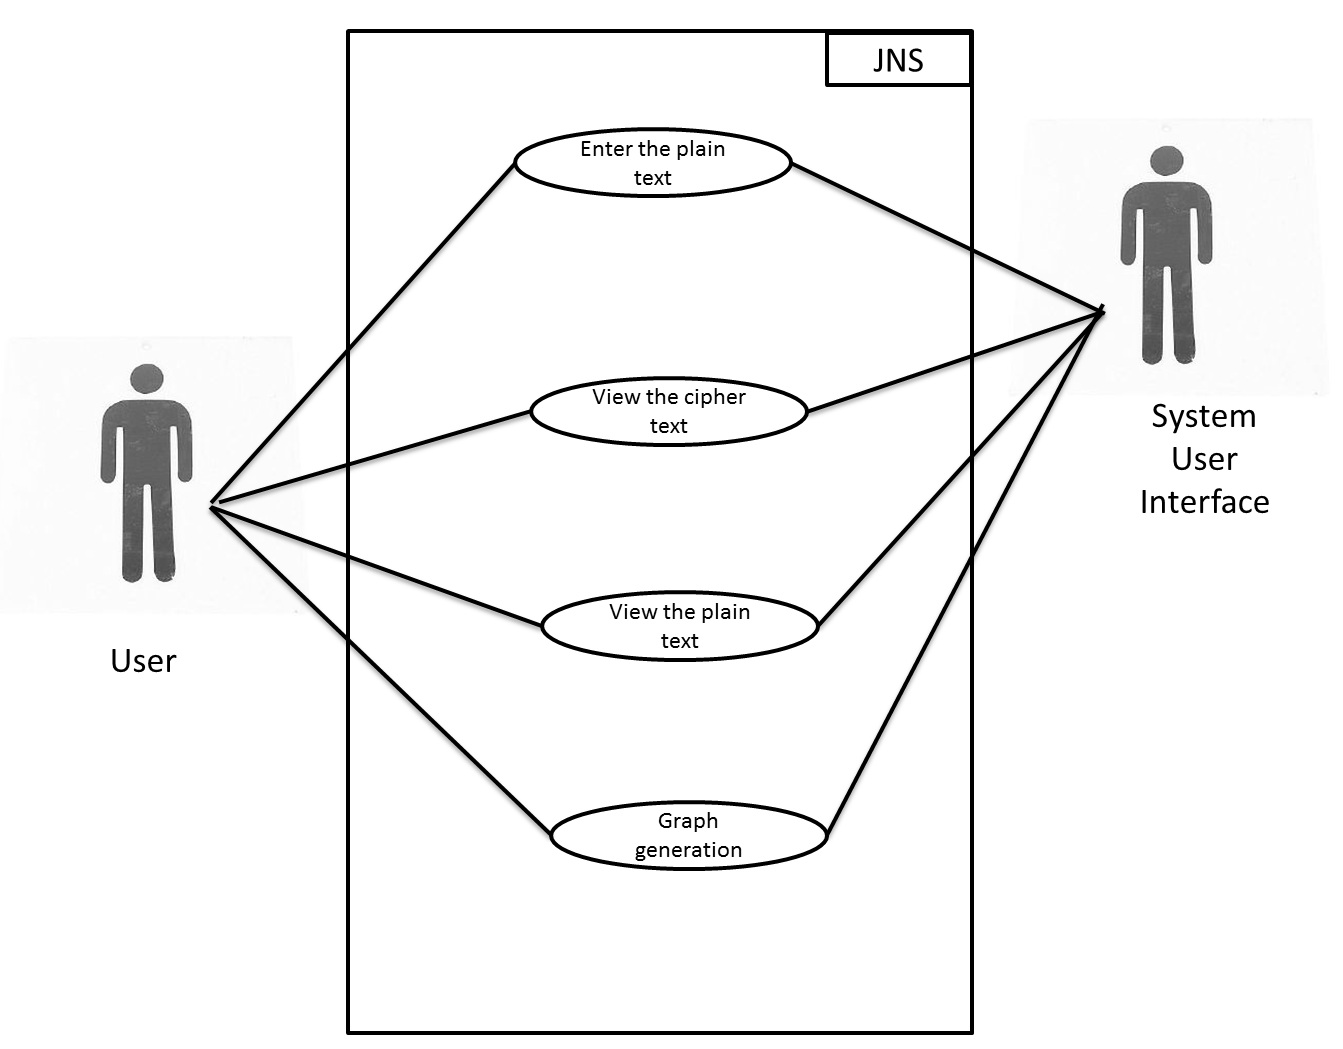 JNS
Enter the plain
text
View the cipher
text
System
User
Interface
View the plain
text
User
Graph
generation